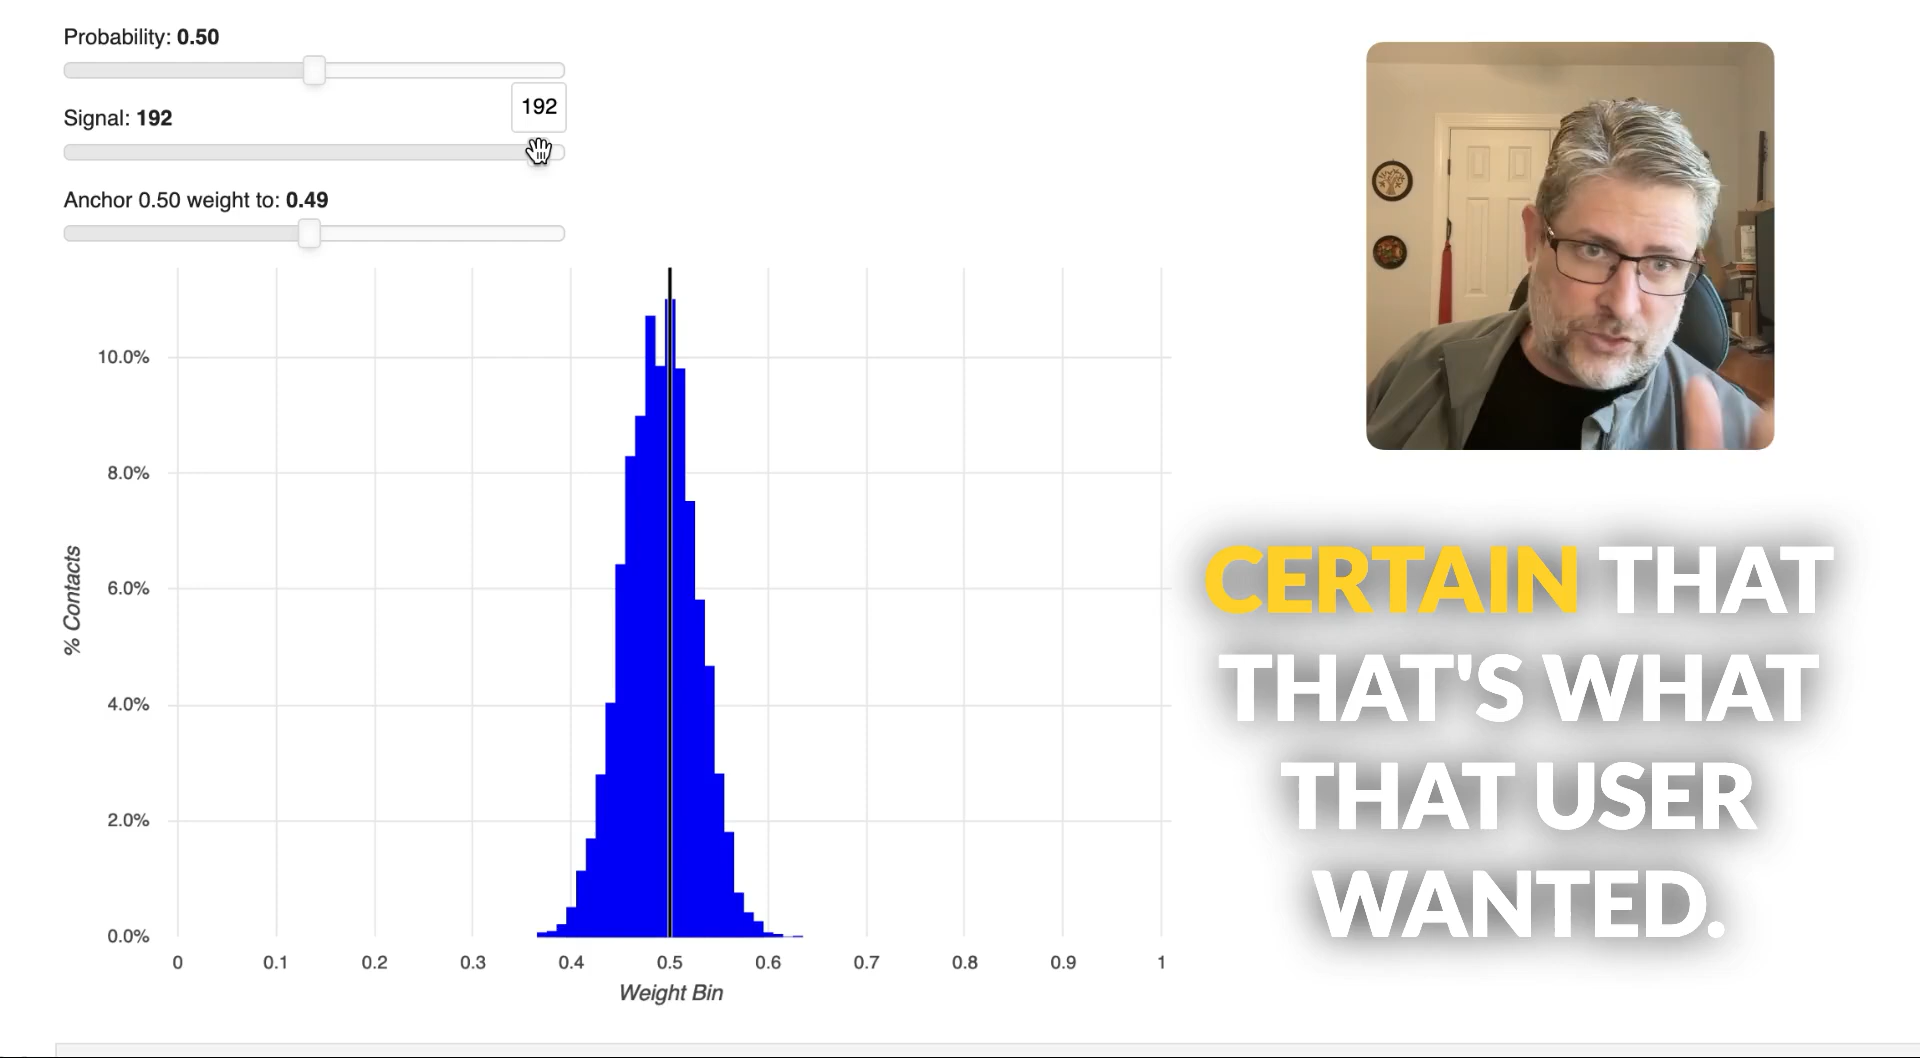 Probability: 0.50
192
Signal: 192
Anchor 0.50 weight to: 0.49
10.0%
8.0%
6.0%
4.0%
2.0%
0.0%
% Contacts
0 0.1 0.2 0.3 0.4 0.5 0.6 0.7 0.8 0.9 1
Weight Bin
CERTAIN THAT
THAT'S WHAT
THAT USER
WANTED.